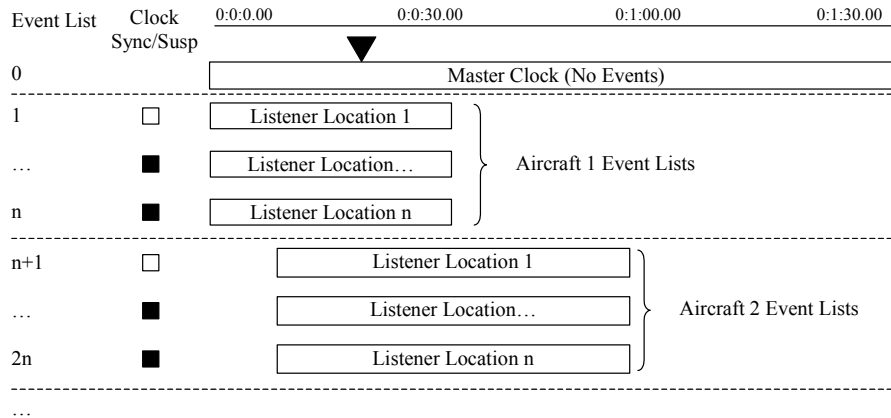 Event List Clock Sync/Susp 0:0:0.00 0:0:30.00 0:1:00.00 0:1:30.00
0 Master Clock (No Events)
1 Listener Location 1
… Listener Location… Aircraft 1 Event Lists
n Listener Location n
n+1 Listener Location 1
… Listener Location… Aircraft 2 Event Lists
2n Listener Location n
…